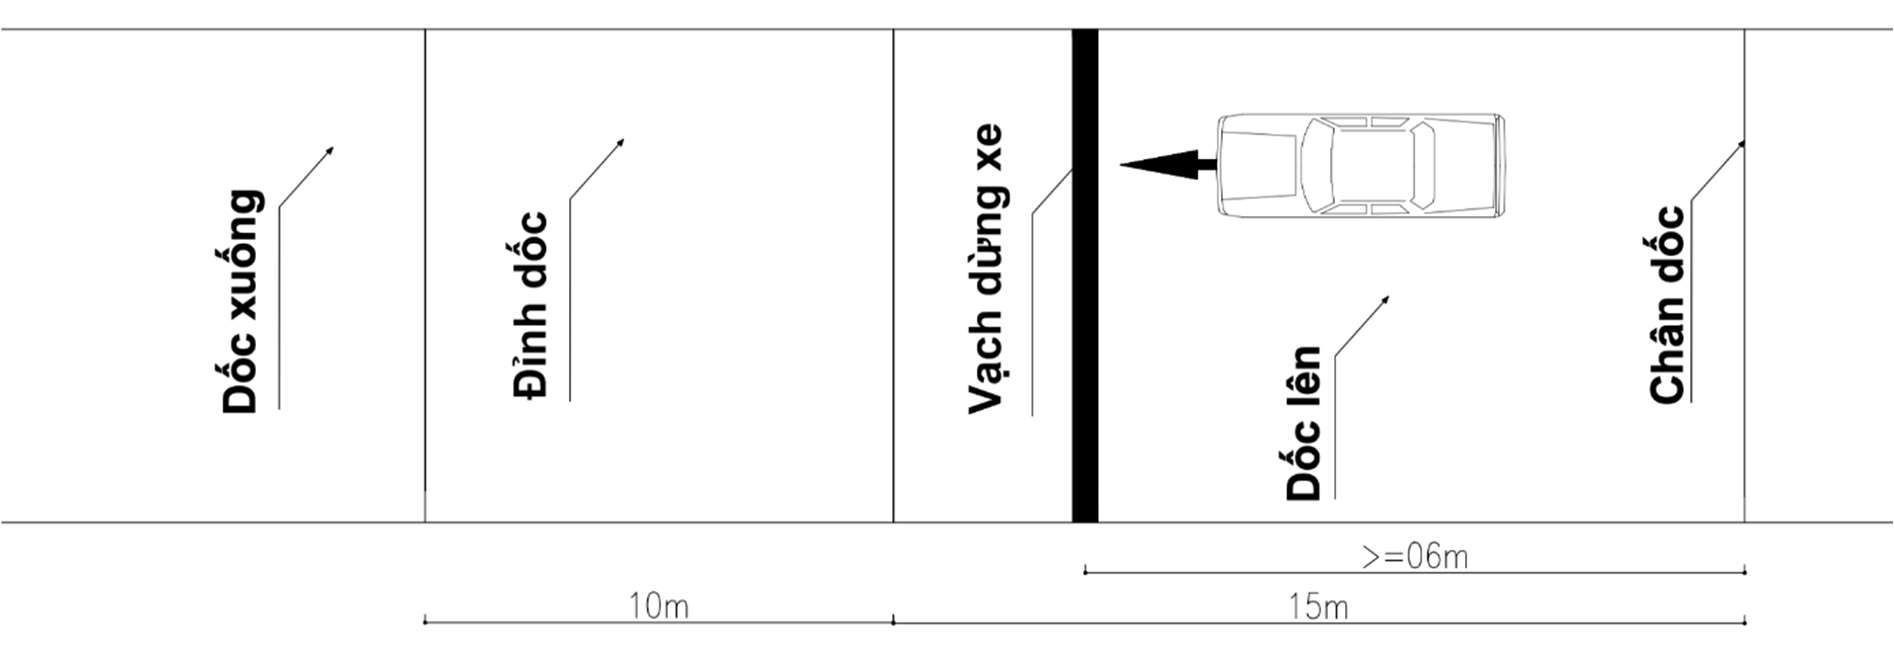 Dốc xuống
Đỉnh dốc
Vạch dừng xe
Dốc lên
Chân dốc
>=06m
10m
15m